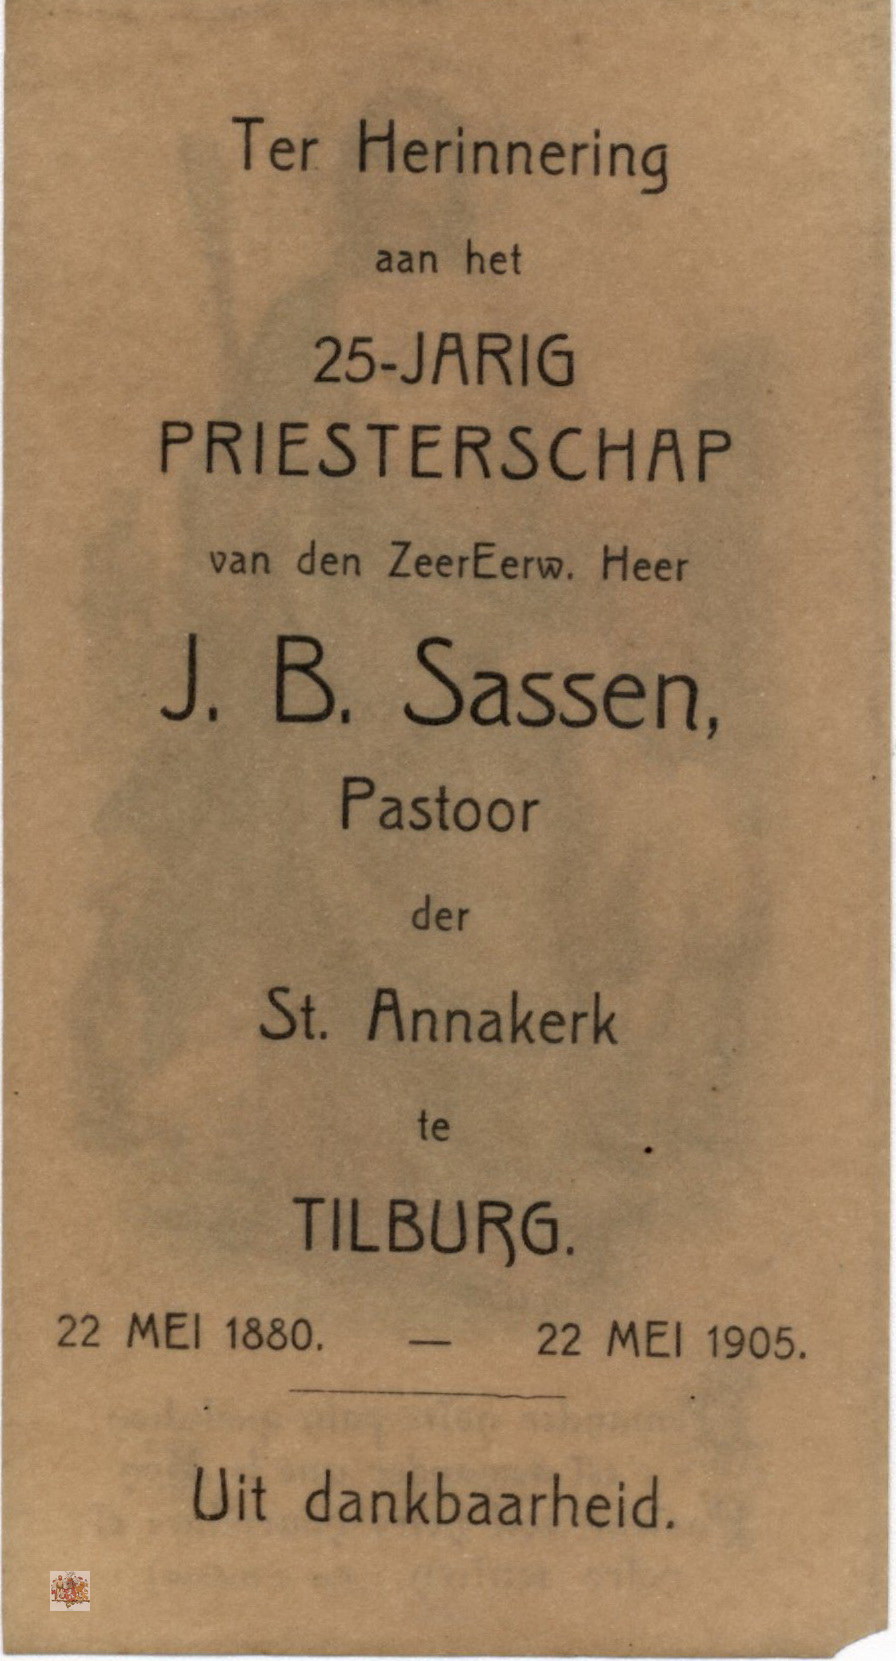 Ter Herinnering
aan het
25-JARIG
PRIESTERSCHAP
van den ZeerEerw. Heer
J. B. Sassen,
Pastoor
der
St. Annakerk
te
TILBURG.
22 MEI 1880. — 22 MEI 1905.
Uit dankbaarheid.